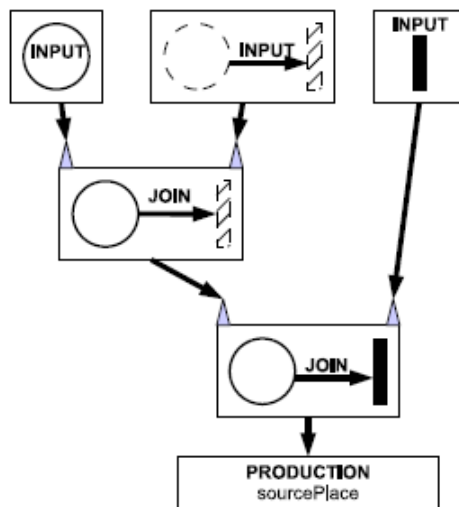 INPUT
INPUT
INPUT
JOIN
JOIN
PRODUCTION
sourcePlace